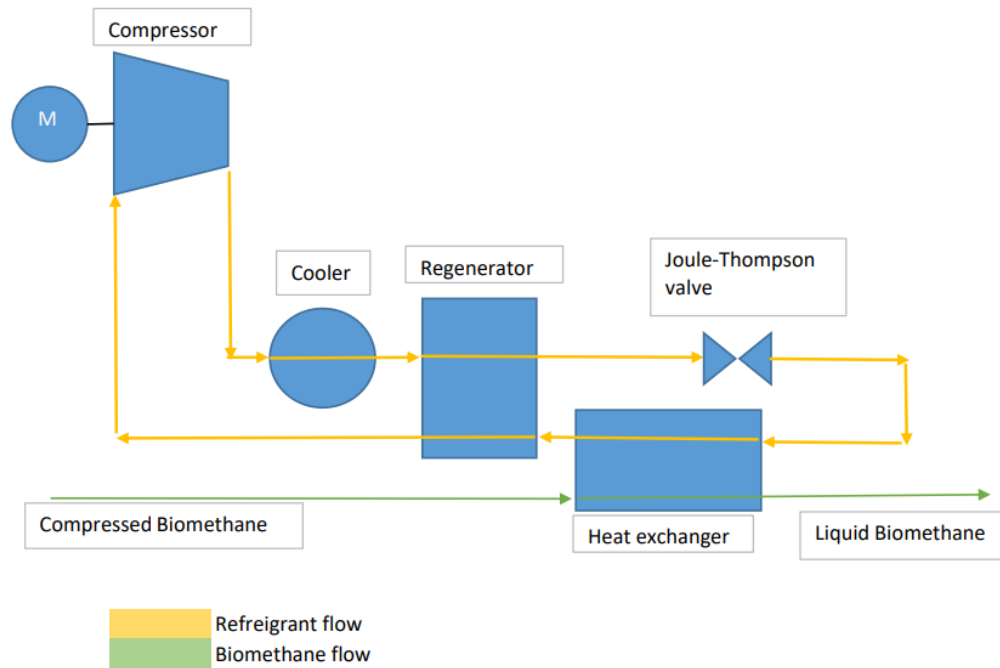 Compressor
M
Cooler
Regenerator
Joule-Thompson
valve
Compressed Biomethane
Heat exchanger
Liquid Biomethane
Refreigrant flow
Biomethane flow